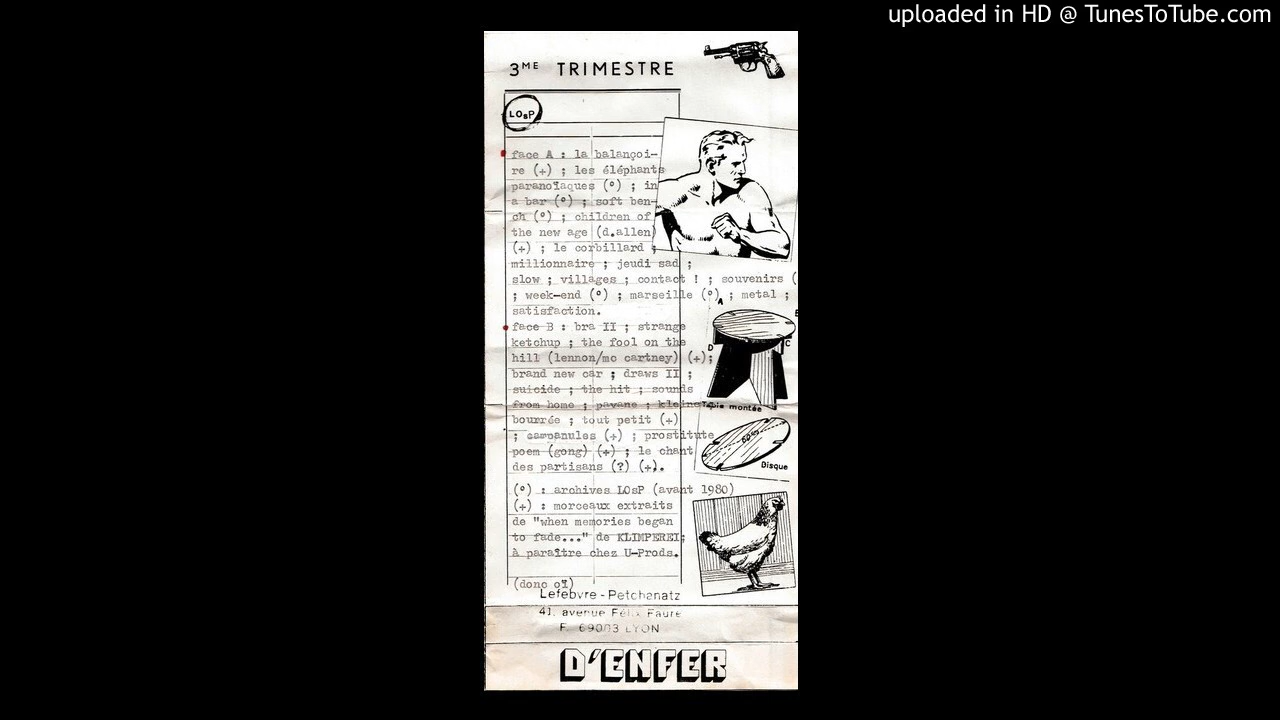 uploaded in HD @ TunesToTube.com
3ME TRIMESTRE
LOsP
face A : la balançoi-
re (+) ; les éléphants
paranoïaques (°) ; in
a bar (°) ; soft ben-
ch (°) ; children of
the new age (d.allen)
(+) ; le corbillard ;
millionnaire ; jeudi sad ;
slow ; villages ; contact ! ; souvenirs (
; week-end (°) ; marseille (°) ; metal ;
satisfaction.
A
B
D
C
face B : bra II ; strange
ketchup ; the fool on the
hill (lennon/mc cartney) (+);
brand new car ; draws II ;
suicide ; the hit ; sounds
from home ; pavane ; kleine
bourrée ; tout petit (+)
; campanules (+) ; prostitute
poem (gong) (+) ; le chant
des partisans (?) (+).
Tapis montée
60cm
Disque
(°) : archives LOsP (avant 1980)
(+) : morceaux extraits
de "when memories began
to fade..." de KLIMPEREI;
à paraître chez U-Prods.
(donc oï)
Lefebvre-Petchanatz
41. avenue Félix Faure
F. 69003 LYON
D'ENFER